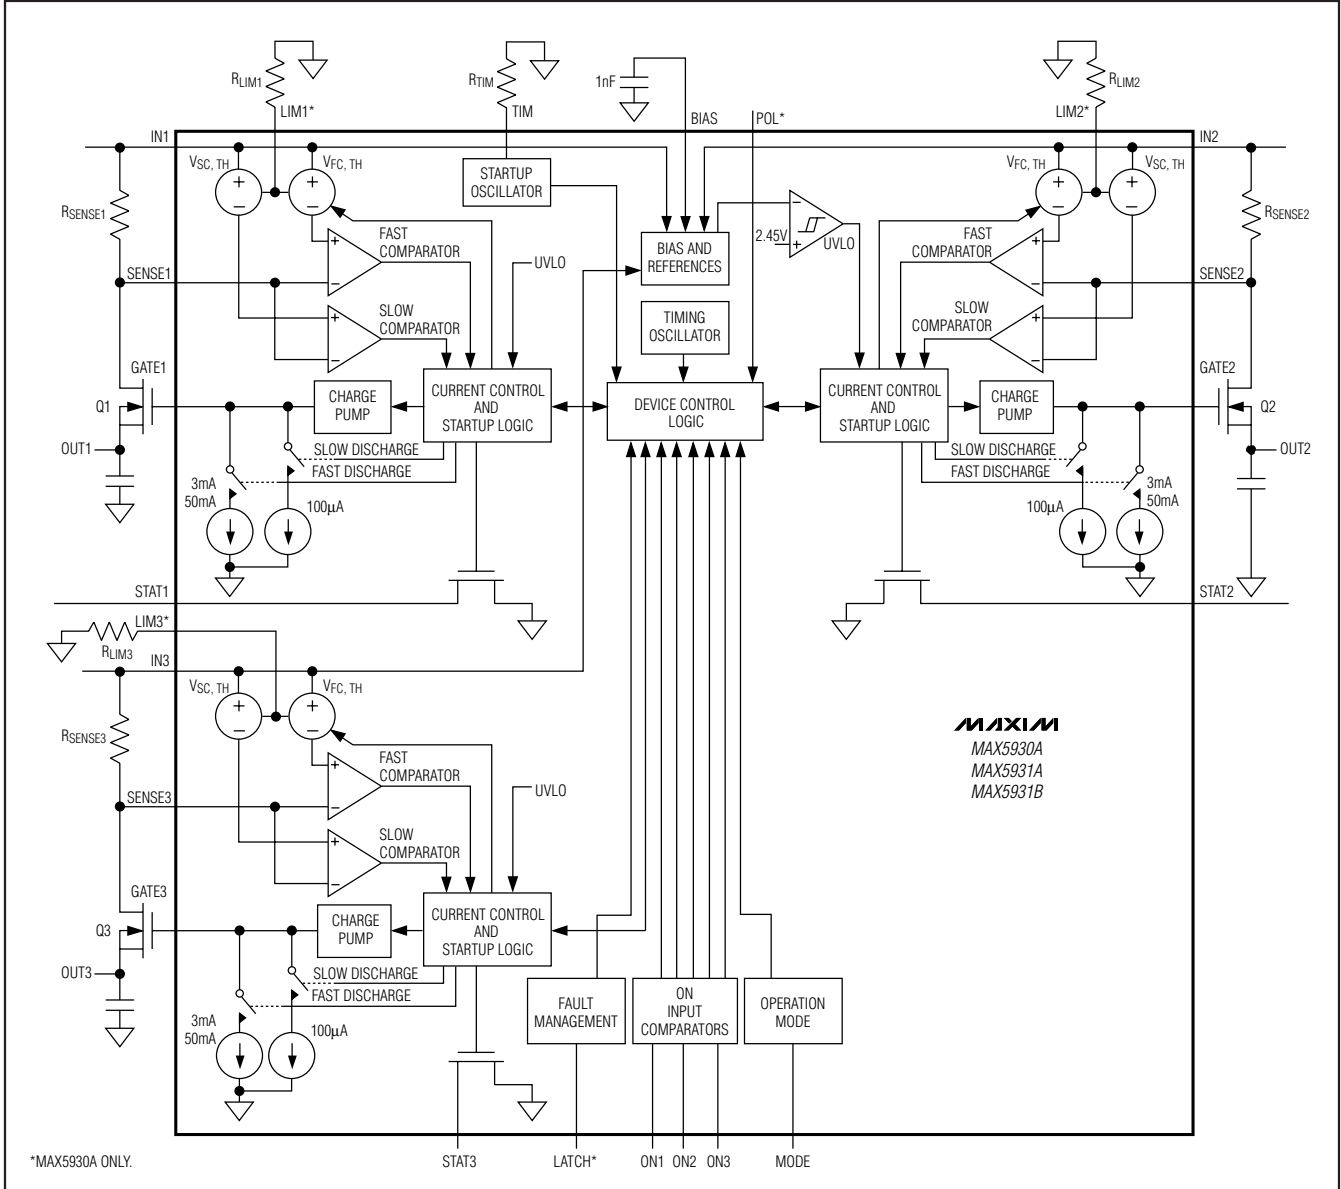 RLIM1
LIM1*
RTIM
TIM
1nF
BIAS
POL*
RLIM2
LIM2*
IN1
IN2
VSC, TH
VFC, TH
STARTUP
OSCILLATOR
VFC, TH
VSC, TH
+
−
+
−
+
−
+
−
RSENSE1
FAST
COMPARATOR
+
−
UVLO
BIAS AND
REFERENCES
2.45V
−
+
UVLO
FAST
COMPARATOR
+
−
RSENSE2
SENSE1
SENSE2
SLOW
COMPARATOR
+
−
TIMING
OSCILLATOR
SLOW
COMPARATOR
+
−
GATE1
GATE2
Q1
CHARGE
PUMP
CURRENT CONTROL
AND
STARTUP LOGIC
DEVICE CONTROL
LOGIC
CURRENT CONTROL
AND
STARTUP LOGIC
CHARGE
PUMP
Q2
OUT1
OUT2
SLOW DISCHARGE
FAST DISCHARGE
SLOW DISCHARGE
FAST DISCHARGE
3mA
50mA
100µA
100µA
3mA
50mA
STAT1
STAT2
LIM3*
RLIM3
IN3
VSC, TH
VFC, TH
+
−
+
−
RSENSE3
FAST
COMPARATOR
+
−
UVLO
SENSE3
SLOW
COMPARATOR
+
−
MAXIM
MAX5930A
MAX5931A
MAX5931B
GATE3
Q3
CHARGE
PUMP
CURRENT CONTROL
AND
STARTUP LOGIC
OUT3
SLOW DISCHARGE
FAST DISCHARGE
3mA
50mA
100µA
FAULT
MANAGEMENT
ON
INPUT
COMPARATORS
OPERATION
MODE
*MAX5930A ONLY.
STAT3
LATCH*
ON1
ON2
ON3
MODE